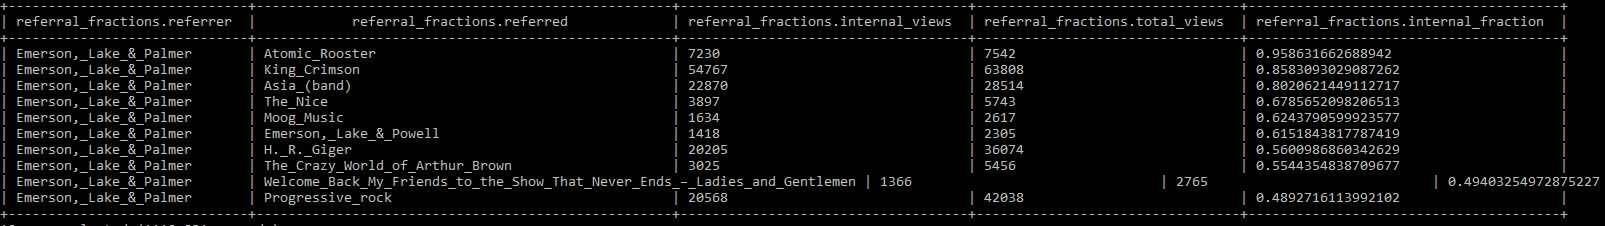 | referral_fractions.referrer | referral_fractions.referred | referral_fractions.internal_views | referral_fractions.total_views | referral_fractions.internal_fraction |
| Emerson,_Lake_&_Palmer | Atomic_Rooster | 7230 | 7542 | 0.958631662688942 |
| Emerson,_Lake_&_Palmer | King_Crimson | 54767 | 63808 | 0.8583093029087262 |
| Emerson,_Lake_&_Palmer | Asia_(band) | 22870 | 28514 | 0.8020621449112717 |
| Emerson,_Lake_&_Palmer | The_Nice | 3897 | 5743 | 0.6785652098206513 |
| Emerson,_Lake_&_Palmer | Moog_Music | 1634 | 2617 | 0.6243790599923577 |
| Emerson,_Lake_&_Palmer | Emerson,_Lake_&_Powell | 1418 | 2305 | 0.6151843817787419 |
| Emerson,_Lake_&_Palmer | H._R._Giger | 20205 | 36074 | 0.5600986860342629 |
| Emerson,_Lake_&_Palmer | The_Crazy_World_of_Arthur_Brown | 3025 | 5456 | 0.5544354838709677 |
| Emerson,_Lake_&_Palmer | Welcome_Back_My_Friends_to_the_Show_That_Never_Ends_-_Ladies_and_Gentlemen | 1366 | 2765 | 0.49403254972875227
| Emerson,_Lake_&_Palmer | Progressive_rock | 20568 | 42038 | 0.4892716113992102 |